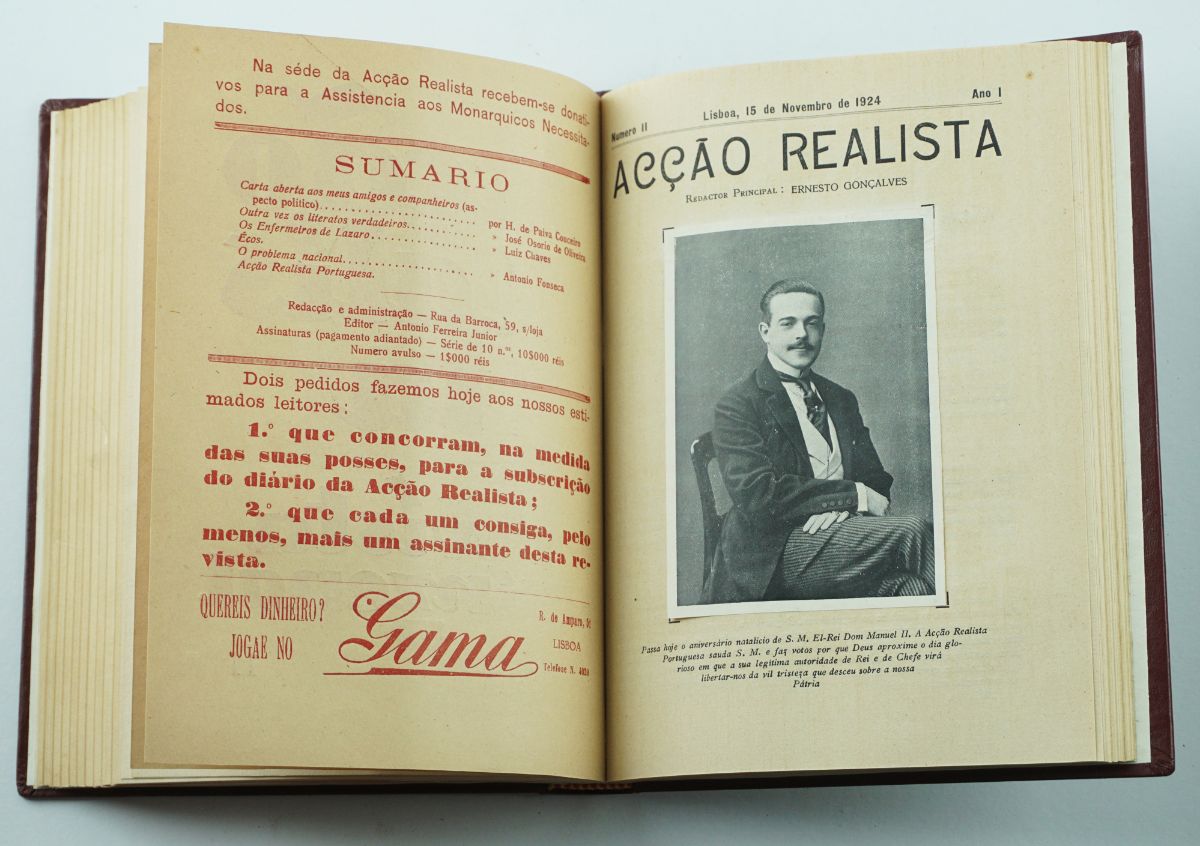 Na séde da Acção Realista recebem-se donati-
vos para a Assistencia aos Monarquicos Necessita-
dos.
SUMARIO
Carta aberta aos meus amigos e companheiros (as-
pecto politico).......................... por H. de Paiva Couceiro
Outra vez os literatos verdadeiros............ » José Osorio de Oliveira
Os Enfermeiros de Lazaro................. » Luiz Chaves
Écos.
O problema nacional...................... » Antonio Fonseca
Acção Realista Portuguesa.
Redacção e administração — Rua da Barroca, 59, s/loja
Editor — Antonio Ferreira Junior
Assinaturas (pagamento adiantado) — Série de 10 n.ºˢ, 10$000 réis
Numero avulso — 1$000 réis
Dois pedidos fazemos hoje aos nossos esti-
mados leitores:
1.º que concorram, na medida
das suas posses, para a subscrição
do diário da Acção Realista;
2.º que cada um consiga, pelo
menos, mais um assinante desta re-
vista.
QUEREIS DINHEIRO?
JOGAE NO
Gama
R. de Amparo,
LISBOA
Telefone N. 4020
Numero 11 Lisboa, 15 de Novembro de 1924 Ano I
ACÇÃO REALISTA
REDACTOR PRINCIPAL: ERNESTO GONÇALVES
Passa hoje o aniversário natalicio de S. M. El-Rei Dom Manuel II. A Acção Realista
Portuguesa sauda S. M. e faz votos por que Deus aproxime o dia glo-
rioso em que a sua legitima autoridade de Rei e de Chefe virá
libertar-nos da vil tristeza que desceu sobre a nossa
Pátria